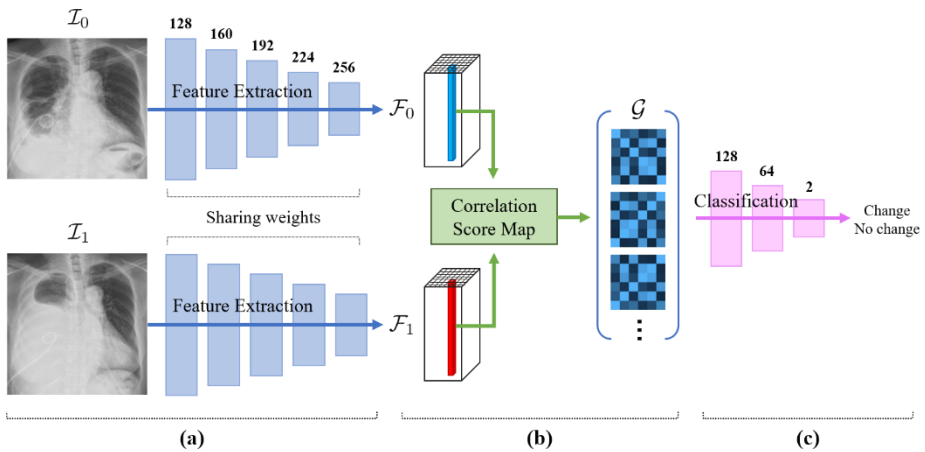 I₀
128
160
192
224
256
Feature Extraction
F₀
Sharing weights
I₁
Feature Extraction
F₁
Correlation
Score Map
G
128
64
2
Classification
Change
No change
(a)
(b)
(c)